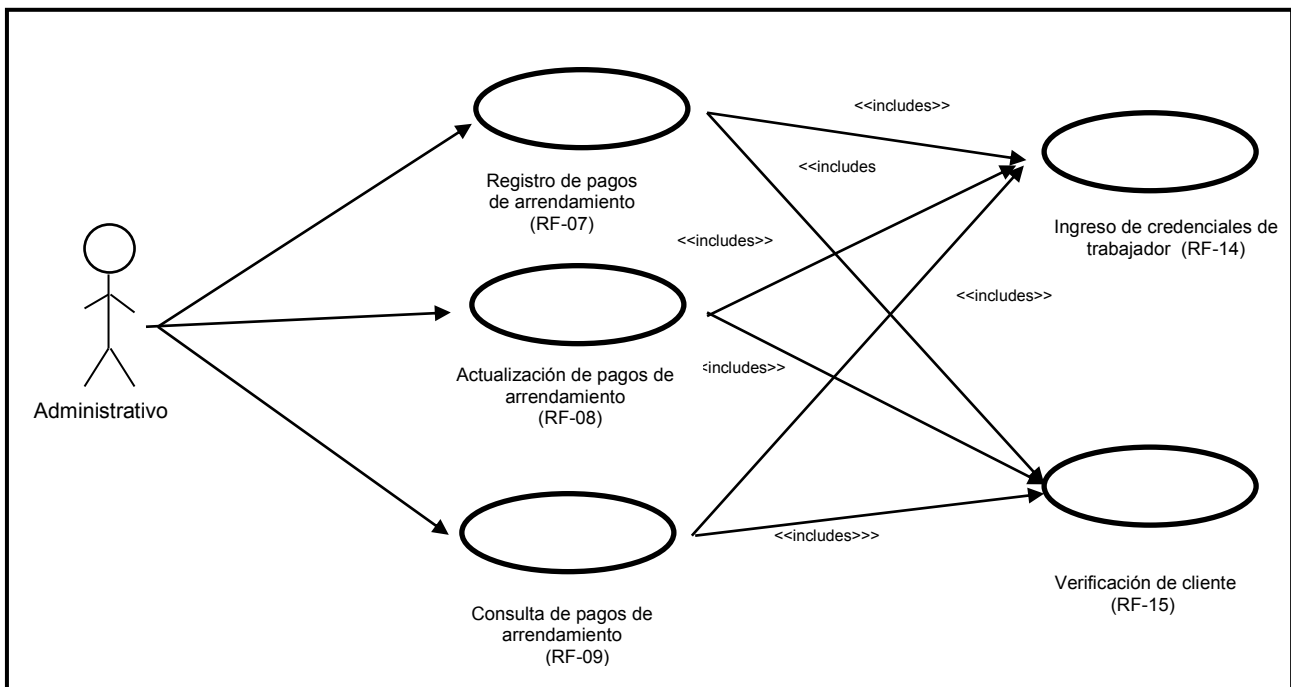 <<includes>>
<<includes
Registro de pagos
de arrendamiento
(RF-07)
Ingreso de credenciales de
trabajador (RF-14)
<<includes>>
<<includes>>
Administrativo
Actualización de pagos de
arrendamiento
(RF-08)
<includes>>
<<includes>>>
Consulta de pagos de
arrendamiento
(RF-09)
Verificación de cliente
(RF-15)